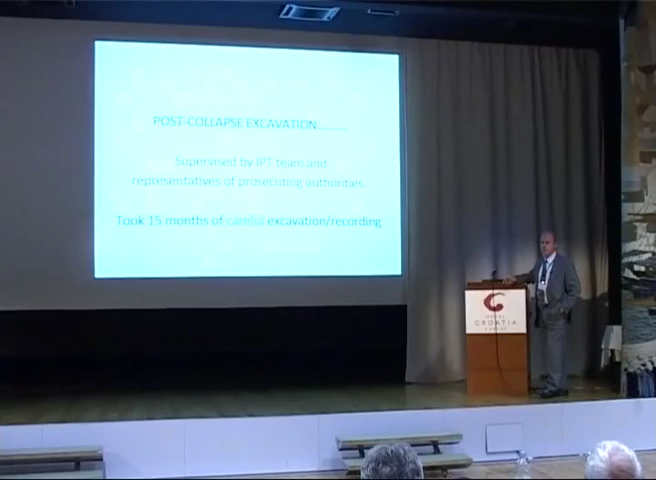 POST-COLLAPSE EXCAVATION........
Supervised by IPT team and
representatives of prosecuting authorities.
Took 15 months of careful excavation/recording
CROATIA